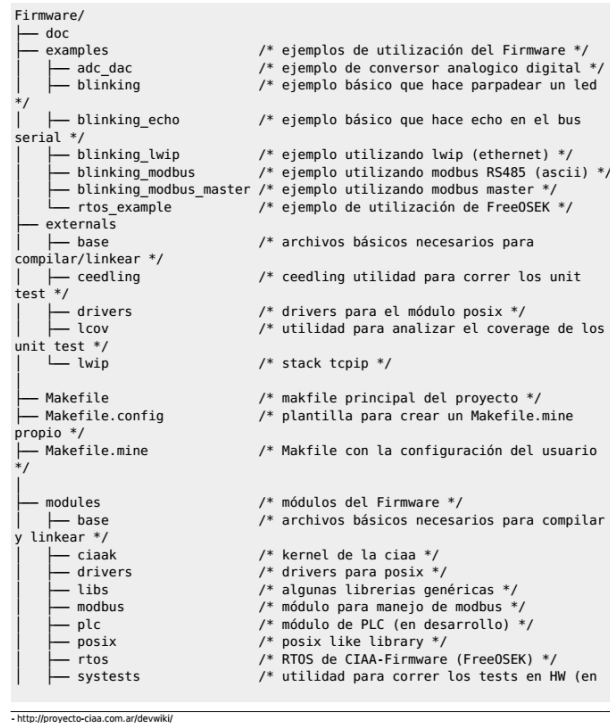 Firmware/
├── doc
├── examples /* ejemplos de utilización del Firmware */
│   ├── adc_dac /* ejemplo de conversor analogico digital */
│   ├── blinking /* ejemplo básico que hace parpadear un led
*/
│   ├── blinking_echo /* ejemplo básico que hace echo en el bus
serial */
│   ├── blinking_lwip /* ejemplo utilizando lwip (ethernet) */
│   ├── blinking_modbus /* ejemplo utilizando modbus RS485 (ascii) */
│   ├── blinking_modbus_master /* ejemplo utilizando modbus master */
│   └── rtos_example /* ejemplo de utilización de FreeOSEK */
├── externals
│   ├── base /* archivos básicos necesarios para
compilar/linkear */
│   ├── ceedling /* ceedling utilidad para correr los unit
test */
│   ├── drivers /* drivers para el módulo posix */
│   ├── lcov /* utilidad para analizar el coverage de los
unit test */
│   └── lwip /* stack tcpip */
│
├── Makefile /* makfile principal del proyecto */
├── Makefile.config /* plantilla para crear un Makefile.mine
propio */
├── Makefile.mine /* Makfile con la configuración del usuario
*/
│
├── modules /* módulos del Firmware */
│   ├── base /* archivos básicos necesarios para compilar
y linkear */
│   ├── ciaak /* kernel de la ciaa */
│   ├── drivers /* drivers para posix */
│   ├── libs /* algunas librerias genéricas */
│   ├── modbus /* módulo para manejo de modbus */
│   ├── plc /* módulo de PLC (en desarrollo) */
│   ├── posix /* posix like library */
│   ├── rtos /* RTOS de CIAA-Firmware (FreeOSEK) */
│   ├── systests /* utilidad para correr los tests en HW (en
- http://proyecto-ciaa.com.ar/devwiki/